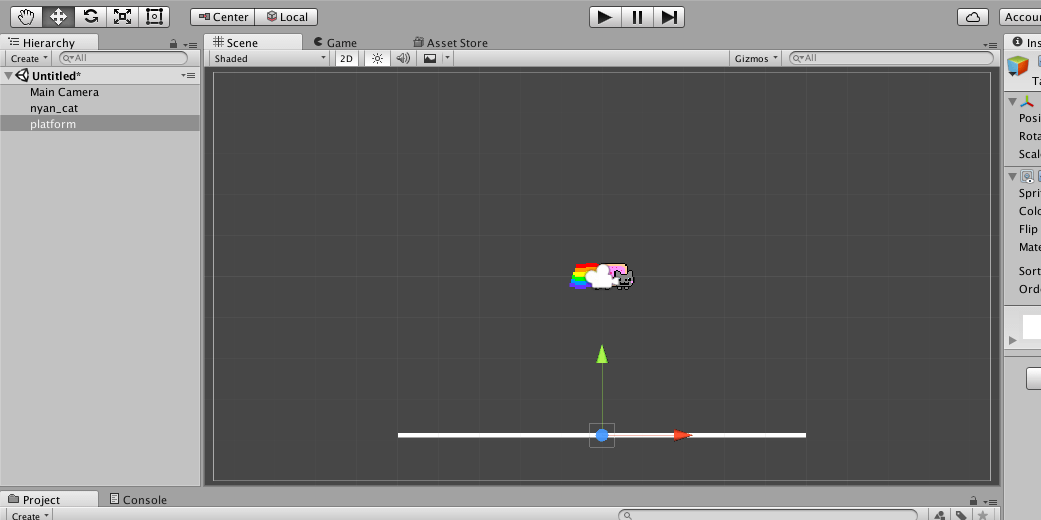 Center Local Accou
Hierarchy Scene Game Asset Store Ins
Create All Shaded 2D Gizmos All
Ta
Untitled*
Main Camera
nyan_cat
platform
Posi
Rota
Scal
Spri
Colo
Flip
Mate
Sort
Orde
Project Console
Create